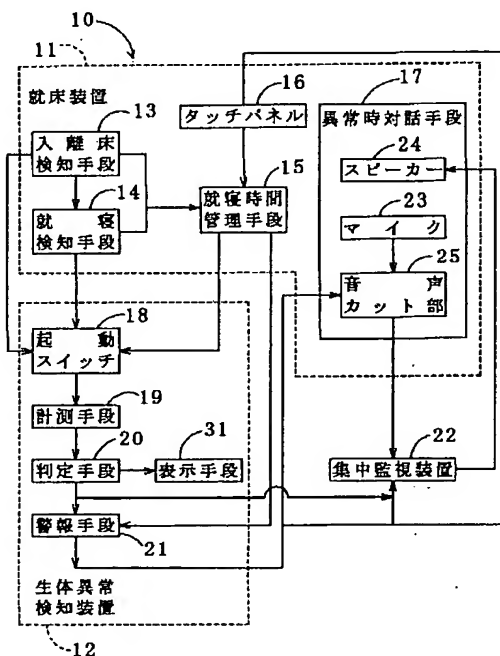 10
11
就床装置
13
入離床
検知手段
14
就寝
検知手段
16
タッチパネル
15
就寝時間
管理手段
17
異常時対話手段
24
スピーカー
23
マイク
25
音声
カット部
18
起動
スイッチ
19
計測手段
20
判定手段
31
表示手段
22
集中監視装置
警報手段
21
生体異常
検知装置
12